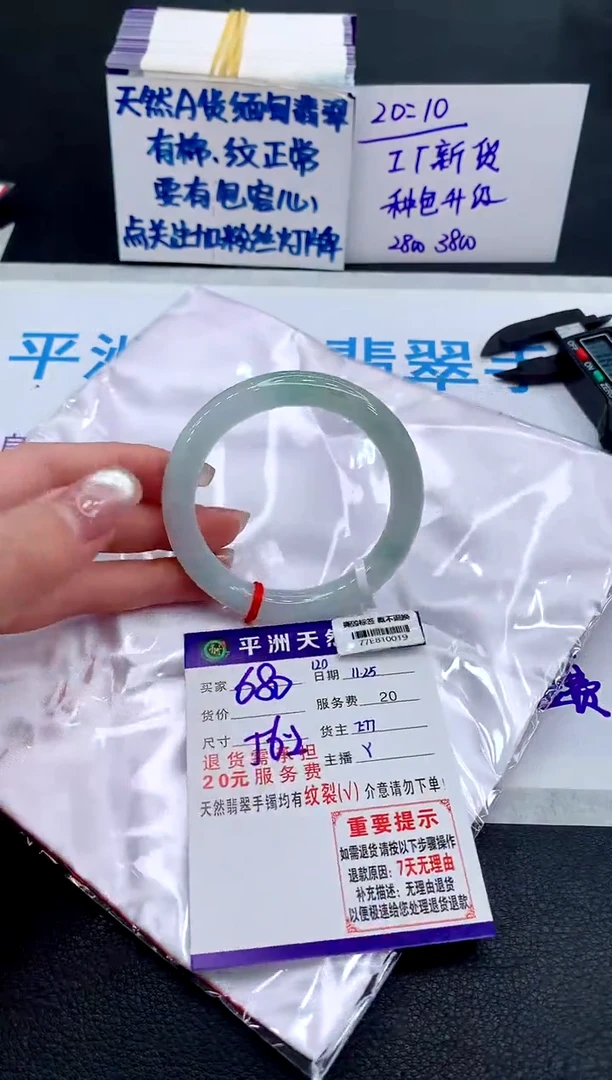 天然A货缅甸翡翠
有棉、纹正常
要有包容心
点关注加粉丝灯牌
20=10
工厂新货
种包升级
2800 3800
平洲
翡翠手
平洲天然
77E810019
买家 680
120
日期 11.25
货价
服务费 20
尺寸
货主
主播 Y
退货需承担
20元服务费
天然翡翠手镯均有纹裂(√) 介意请勿下单!
重要提示
如需退货请按以下步骤操作
退款原因：7天无理由
补充描述：无理由退货
以便极速给您处理退货退款
费